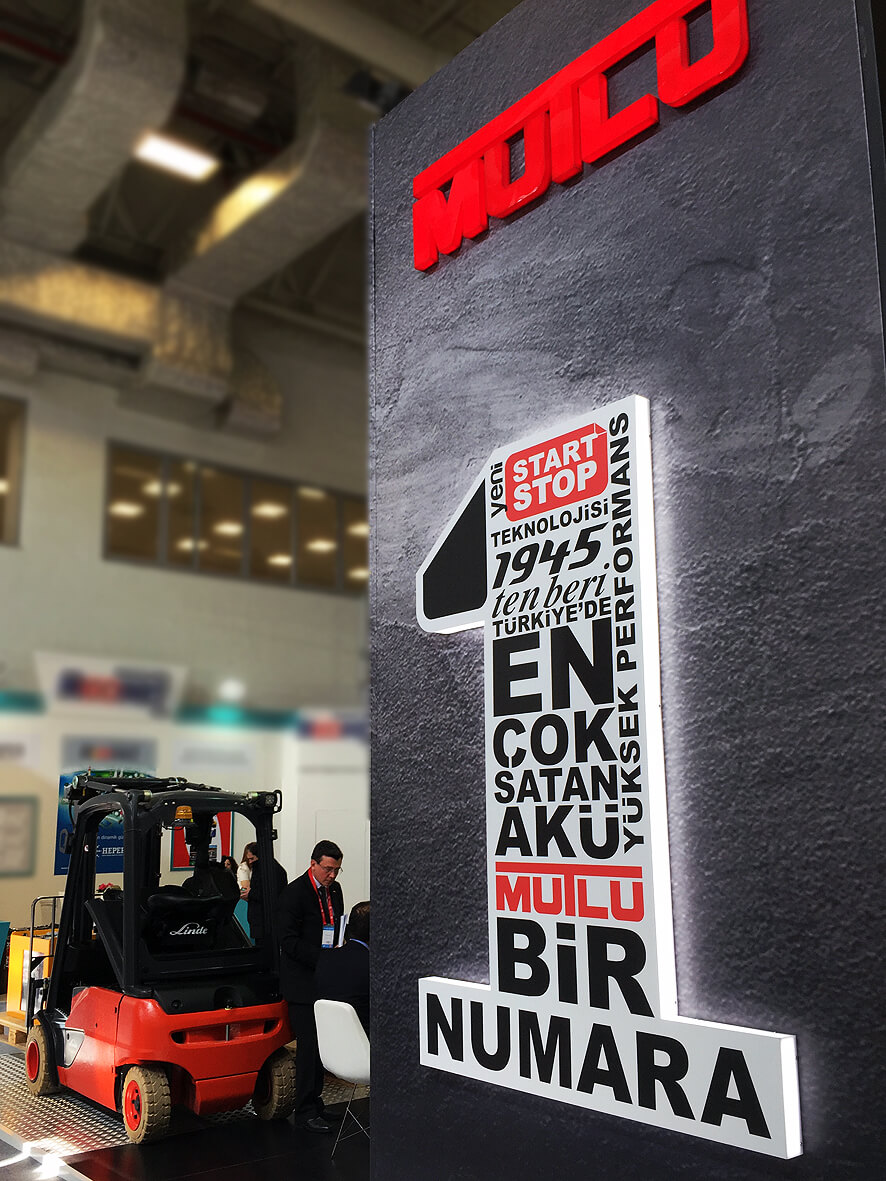 MUTLU
yeni
START
STOP
TEKNOLOJiSi
1945
ten beri
TÜRKiYE'DE
EN
ÇOK
SATAN
AKÜ
YÜKSEK PERFORMANS
MUTLU
BiR
NUMARA
Linde